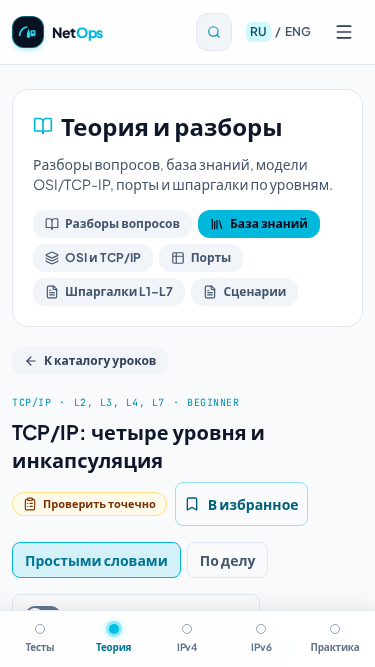 NetOps
RU / ENG
Теория и разборы
Разборы вопросов, база знаний, модели
OSI/TCP-IP, порты и шпаргалки по уровням.
Разборы вопросов
База знаний
OSI и TCP/IP
Порты
Шпаргалки L1–L7
Сценарии
К каталогу уроков
TCP/IP · L2, L3, L4, L7 · BEGINNER
TCP/IP: четыре уровня и
инкапсуляция
Проверить точечно
В избранное
Простыми словами
По делу
Тесты
Теория
IPv4
IPv6
Практика